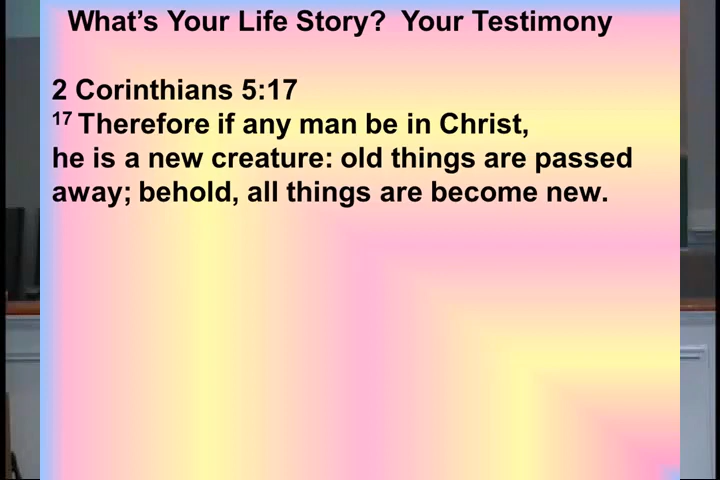 What's Your Life Story?  Your Testimony
2 Corinthians 5:17
17 Therefore if any man be in Christ,
he is a new creature: old things are passed
away; behold, all things are become new.